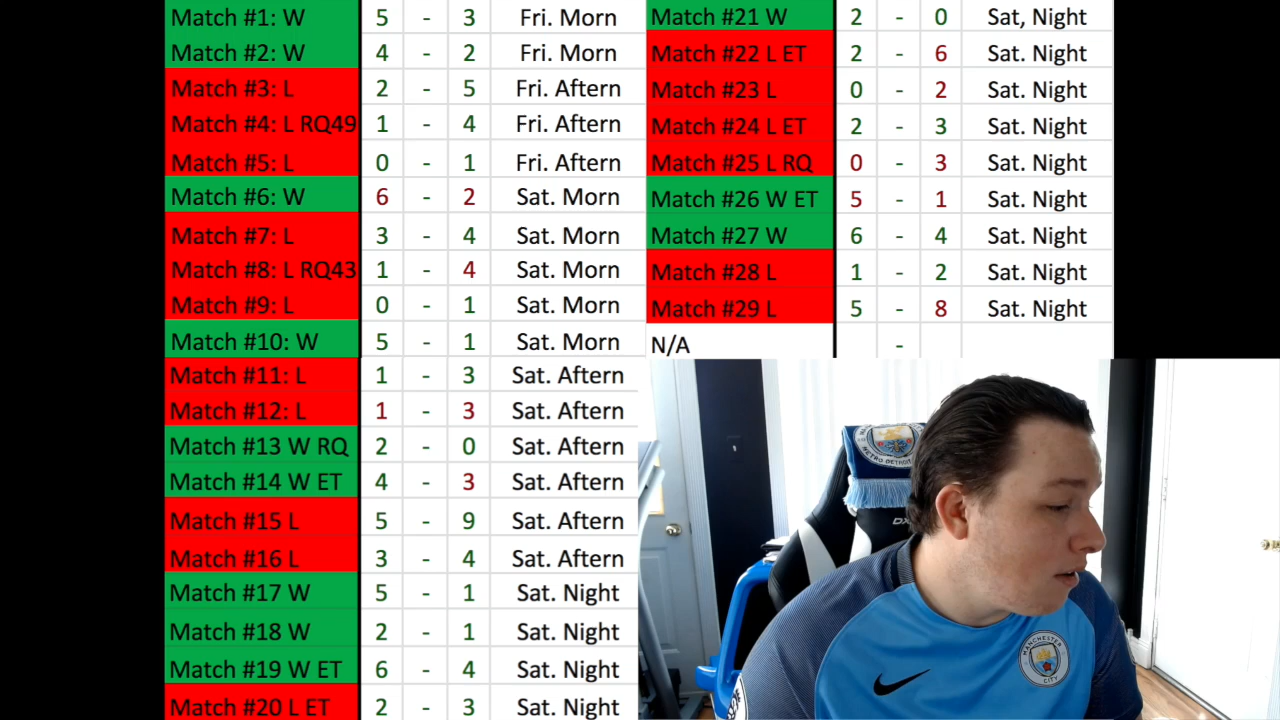 Match #1: W 5 - 3 Fri. Morn
Match #2: W 4 - 2 Fri. Morn
Match #3: L 2 - 5 Fri. Aftern
Match #4: L RQ49 1 - 4 Fri. Aftern
Match #5: L 0 - 1 Fri. Aftern
Match #6: W 6 - 2 Sat. Morn
Match #7: L 3 - 4 Sat. Morn
Match #8: L RQ43 1 - 4 Sat. Morn
Match #9: L 0 - 1 Sat. Morn
Match #10: W 5 - 1 Sat. Morn
Match #11: L 1 - 3 Sat. Aftern
Match #12: L 1 - 3 Sat. Aftern
Match #13 W RQ 2 - 0 Sat. Aftern
Match #14 W ET 4 - 3 Sat. Aftern
Match #15 L 5 - 9 Sat. Aftern
Match #16 L 3 - 4 Sat. Aftern
Match #17 W 5 - 1 Sat. Night
Match #18 W 2 - 1 Sat. Night
Match #19 W ET 6 - 4 Sat. Night
Match #20 L ET 2 - 3 Sat. Night
Match #21 W 2 - 0 Sat, Night
Match #22 L ET 2 - 6 Sat. Night
Match #23 L 0 - 2 Sat. Night
Match #24 L ET 2 - 3 Sat. Night
Match #25 L RQ 0 - 3 Sat. Night
Match #26 W ET 5 - 1 Sat. Night
Match #27 W 6 - 4 Sat. Night
Match #28 L 1 - 2 Sat. Night
Match #29 L 5 - 8 Sat. Night
N/A -
METRO DETROIT
DX
MANCHESTER
CITY